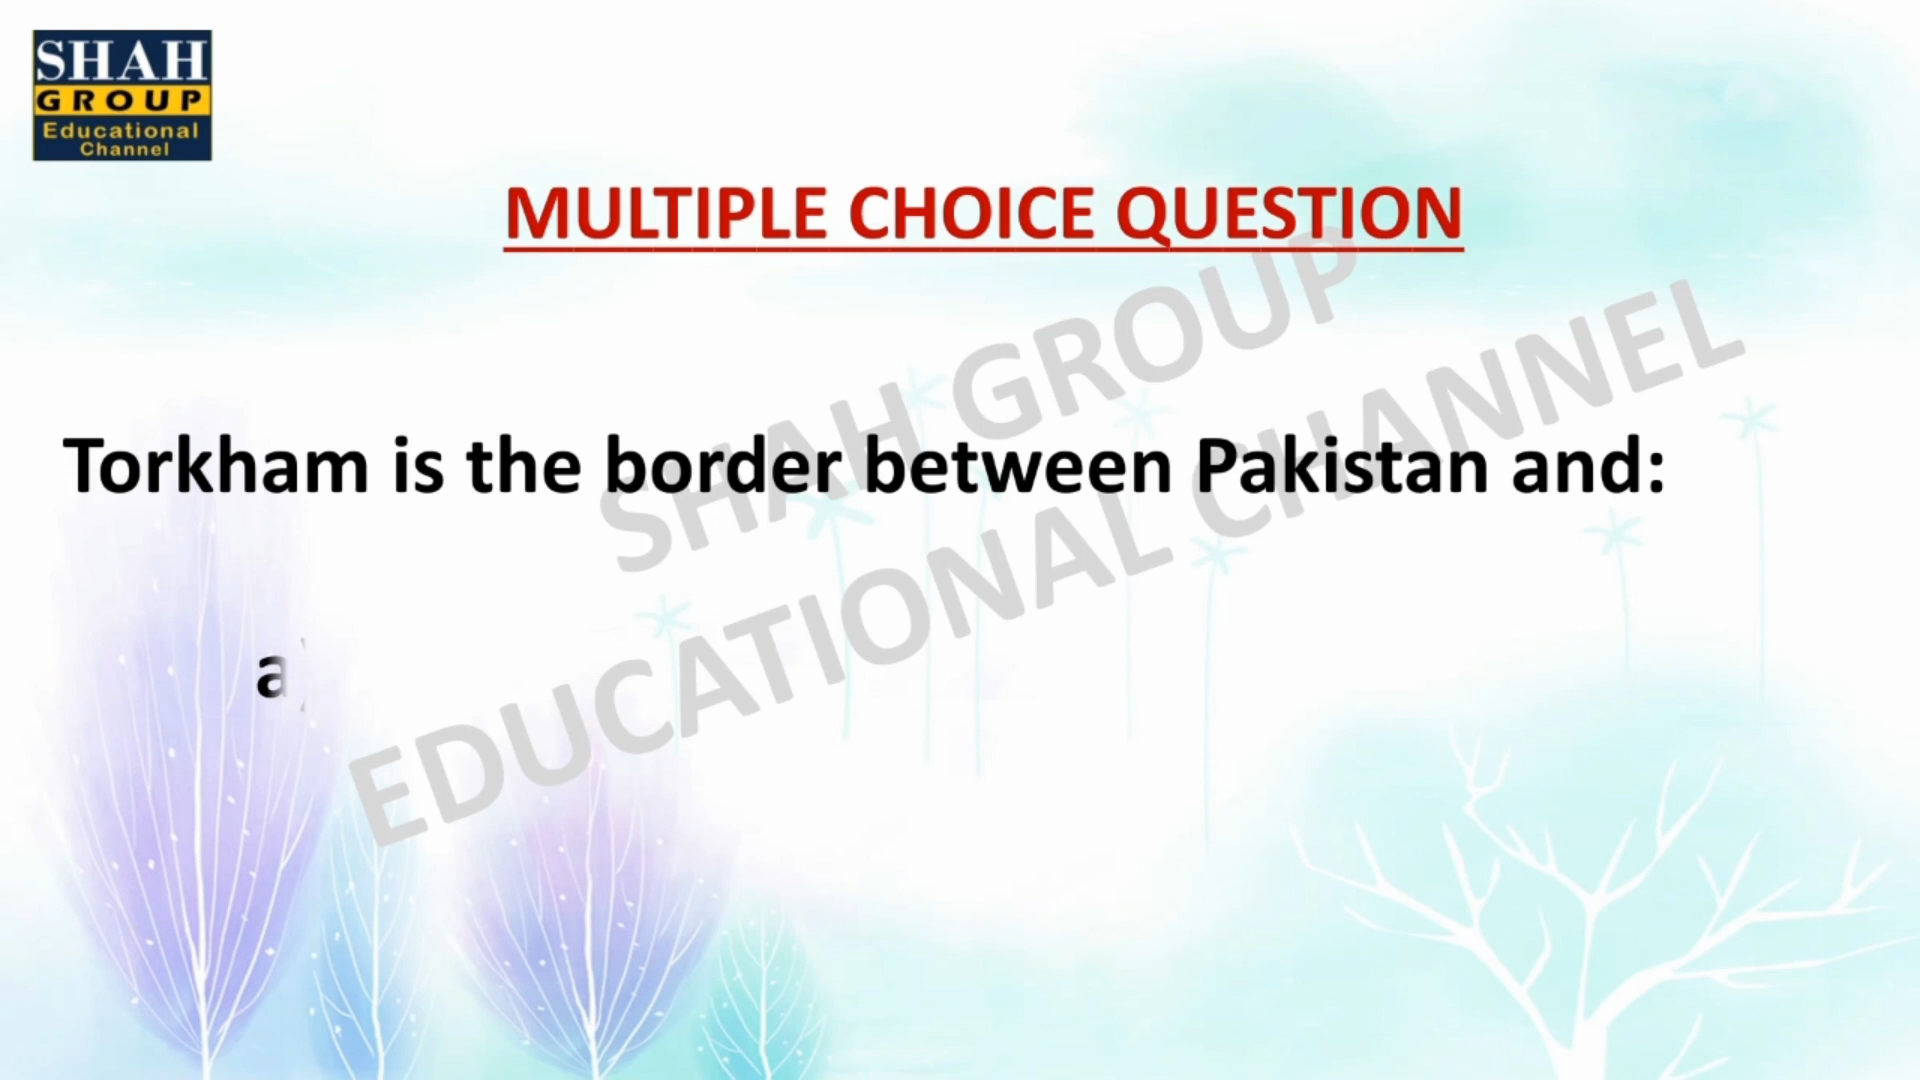 SHAH
GROUP
Educational
Channel
MULTIPLE CHOICE QUESTION
SHAH GROUP
EDUCATIONAL CHANNEL
Torkham is the border between Pakistan and:
a)